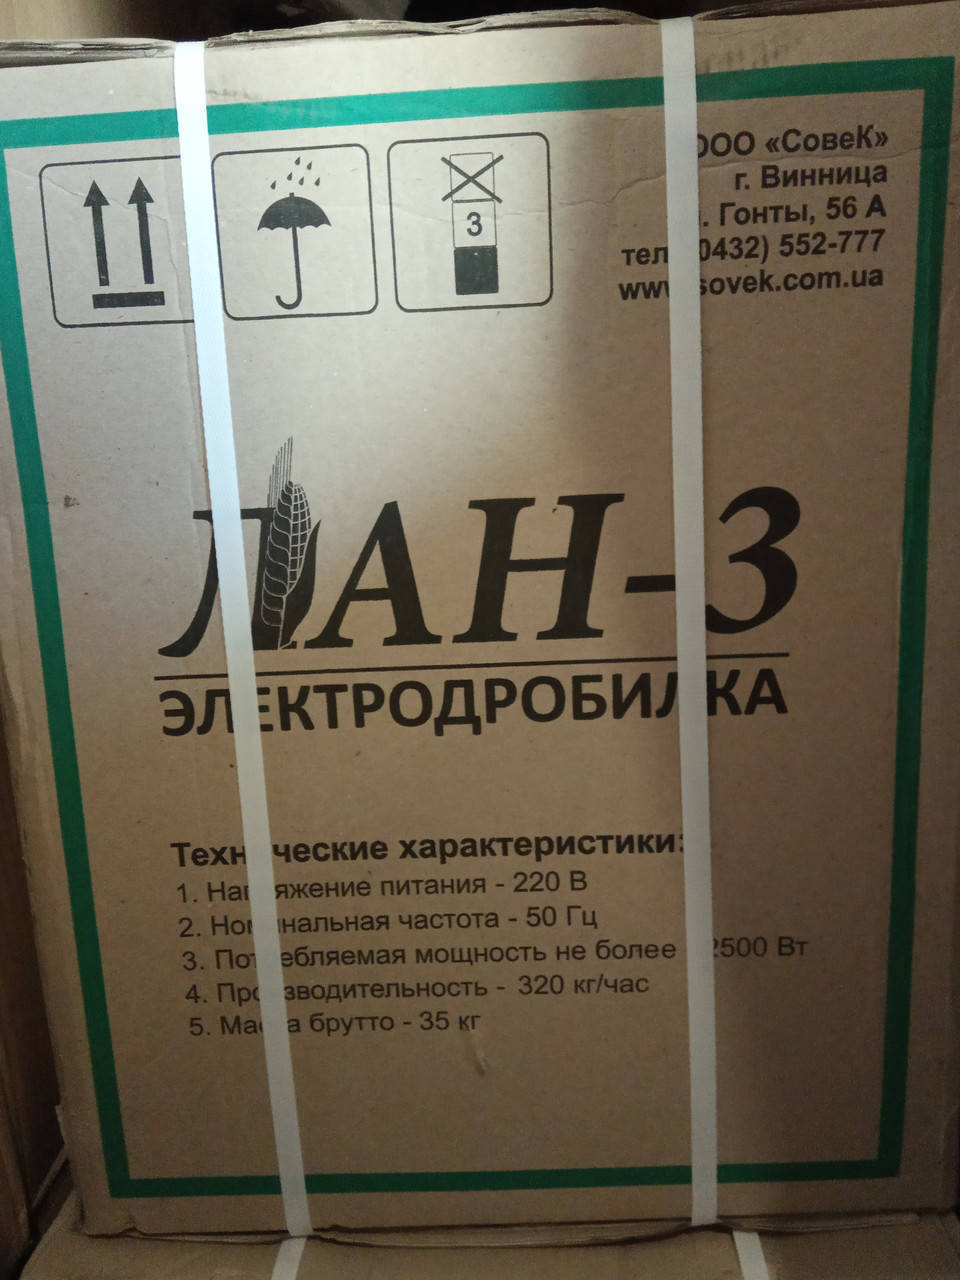 ООО «СовеК»
г. Винница
Гонты, 56 А
тел. (0432) 552-777
www.sovek.com.ua
3
ЛАН-3
ЭЛЕКТРОДРОБИЛКА
Технические характеристики:
1. Напряжение питания - 220 В
2. Номинальная частота - 50 Гц
3. Потребляемая мощность не более - 2500 Вт
4. Производительность - 320 кг/час
5. Масса брутто - 35 кг